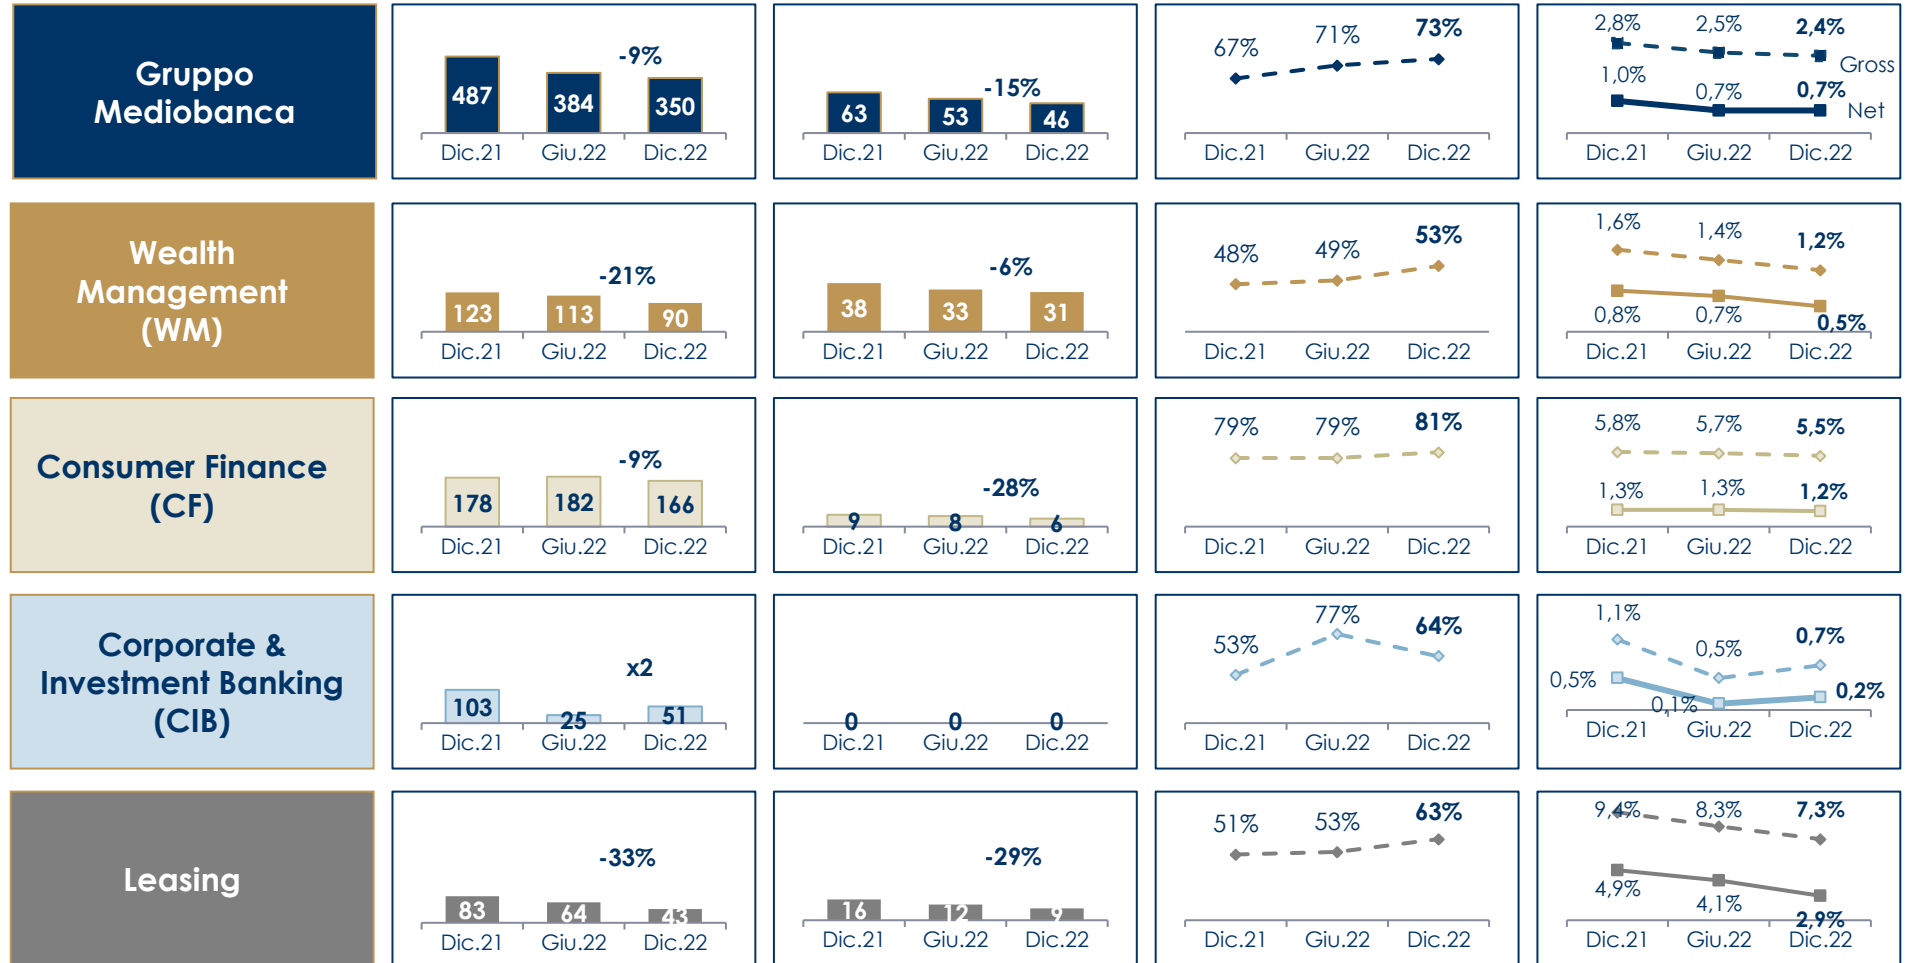 Gruppo
Mediobanca
-9%
487
384
350
Dic.21 Giu.22 Dic.22
-15%
63
53
46
Dic.21 Giu.22 Dic.22
67%
71%
73%
Dic.21 Giu.22 Dic.22
2,8%
2,5%
2,4%
Gross
1,0%
0,7%
0,7%
Net
Dic.21 Giu.22 Dic.22
Wealth
Management
(WM)
-21%
123
113
90
Dic.21 Giu.22 Dic.22
-6%
38
33
31
Dic.21 Giu.22 Dic.22
48%
49%
53%
Dic.21 Giu.22 Dic.22
1,6%
1,4%
1,2%
0,8%
0,7%
0,5%
Dic.21 Giu.22 Dic.22
Consumer Finance
(CF)
-9%
178
182
166
Dic.21 Giu.22 Dic.22
-28%
9
8
6
Dic.21 Giu.22 Dic.22
79%
79%
81%
Dic.21 Giu.22 Dic.22
5,8%
5,7%
5,5%
1,3%
1,3%
1,2%
Dic.21 Giu.22 Dic.22
Corporate &
Investment Banking
(CIB)
x2
103
25
51
Dic.21 Giu.22 Dic.22
0
0
0
Dic.21 Giu.22 Dic.22
53%
77%
64%
Dic.21 Giu.22 Dic.22
1,1%
0,5%
0,7%
0,5%
0,1%
0,2%
Dic.21 Giu.22 Dic.22
Leasing
-33%
83
64
43
Dic.21 Giu.22 Dic.22
-29%
16
12
9
Dic.21 Giu.22 Dic.22
51%
53%
63%
Dic.21 Giu.22 Dic.22
9,4%
8,3%
7,3%
4,9%
4,1%
2,9%
Dic.21 Giu.22 Dic.22